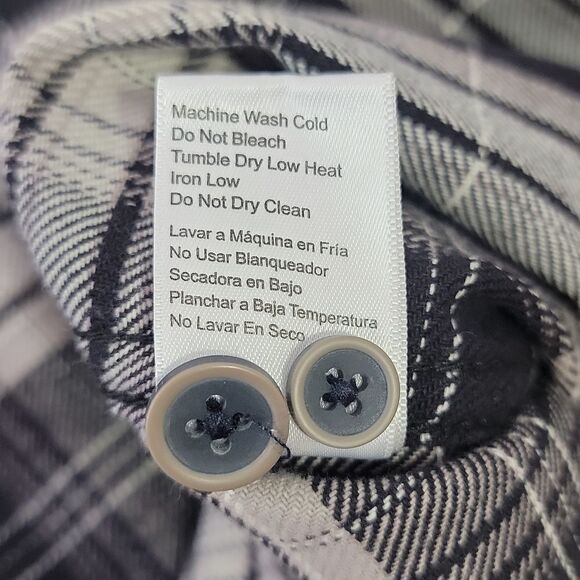 Machine Wash Cold
Do Not Bleach
Tumble Dry Low Heat
Iron Low
Do Not Dry Clean
Lavar a Máquina en Fría
No Usar Blanqueador
Secadora en Bajo
Planchar a Baja Temperatura
No Lavar En Seco